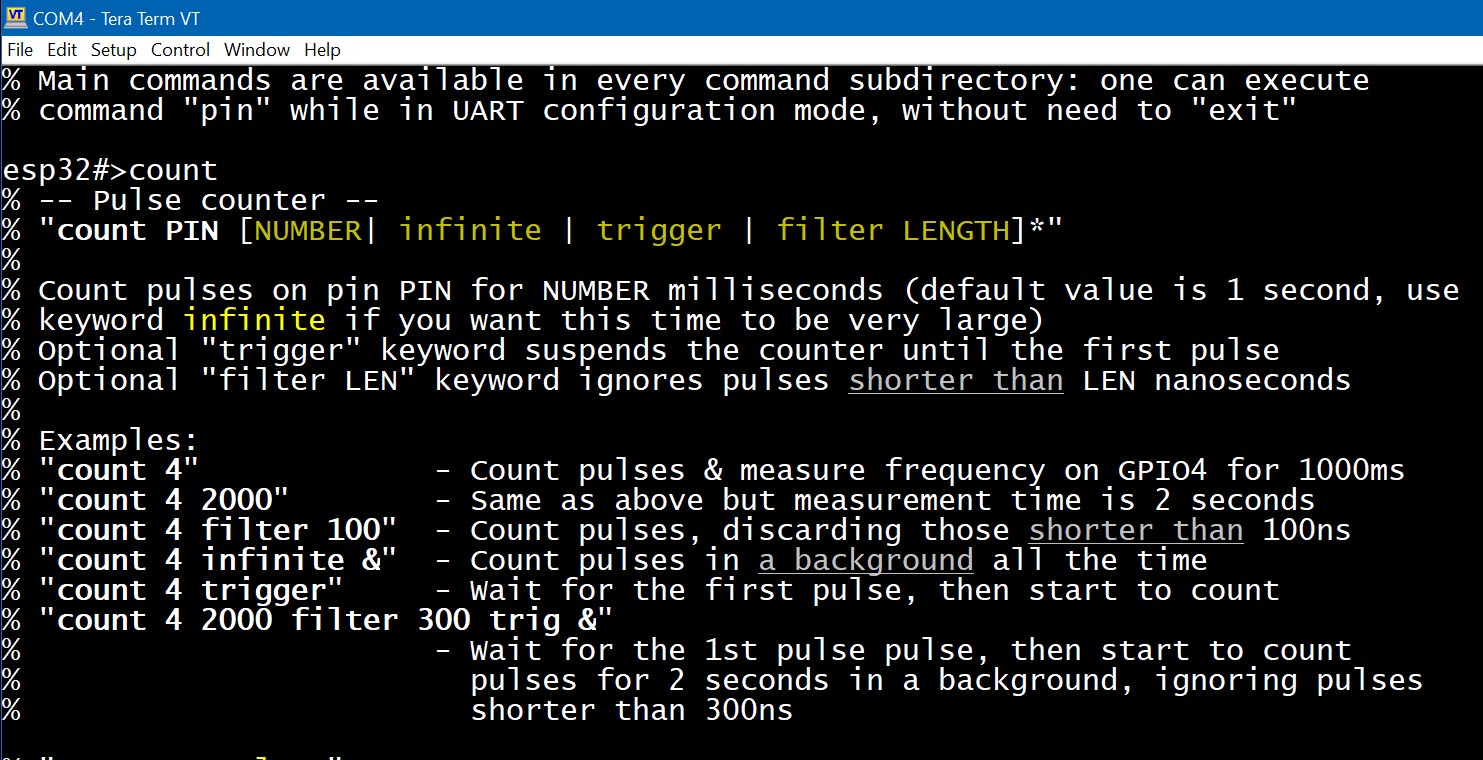 COM4 - Tera Term VT
File Edit Setup Control Window Help
% Main commands are available in every command subdirectory: one can execute
% command "pin" while in UART configuration mode, without need to "exit"
esp32#>count
% -- Pulse counter --
% "count PIN [NUMBER| infinite | trigger | filter LENGTH]*"
%
% Count pulses on pin PIN for NUMBER milliseconds (default value is 1 second, use
% keyword infinite if you want this time to be very large)
% Optional "trigger" keyword suspends the counter until the first pulse
% Optional "filter LEN" keyword ignores pulses shorter than LEN nanoseconds
%
% Examples:
% "count 4" - Count pulses & measure frequency on GPIO4 for 1000ms
% "count 4 2000" - Same as above but measurement time is 2 seconds
% "count 4 filter 100" - Count pulses, discarding those shorter than 100ns
% "count 4 infinite &" - Count pulses in a background all the time
% "count 4 trigger" - Wait for the first pulse, then start to count
% "count 4 2000 filter 300 trig &"
% - Wait for the 1st pulse pulse, then start to count
% pulses for 2 seconds in a background, ignoring pulses
% shorter than 300ns